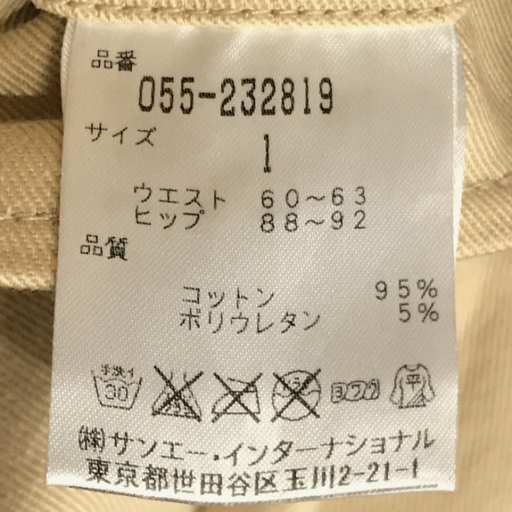 品番
055-232819
サイズ
1
ウエスト 60～63
ヒップ 88～92
品質
コットン 95%
ポリウレタン 5%
手洗イ
30
ヨワク
平
㈱サンエー・インターナショナル
東京都世田谷区玉川2-21-1